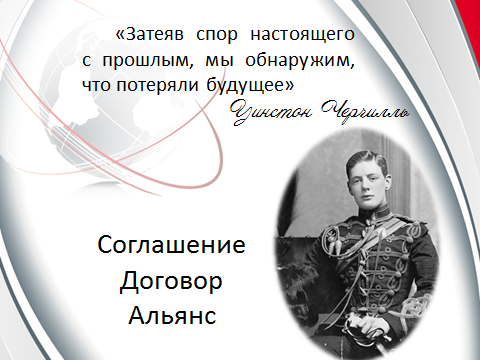 «Затеяв спор настоящего
с прошлым, мы обнаружим,
что потеряли будущее»
Уинстон Черчилль
Соглашение
Договор
Альянс